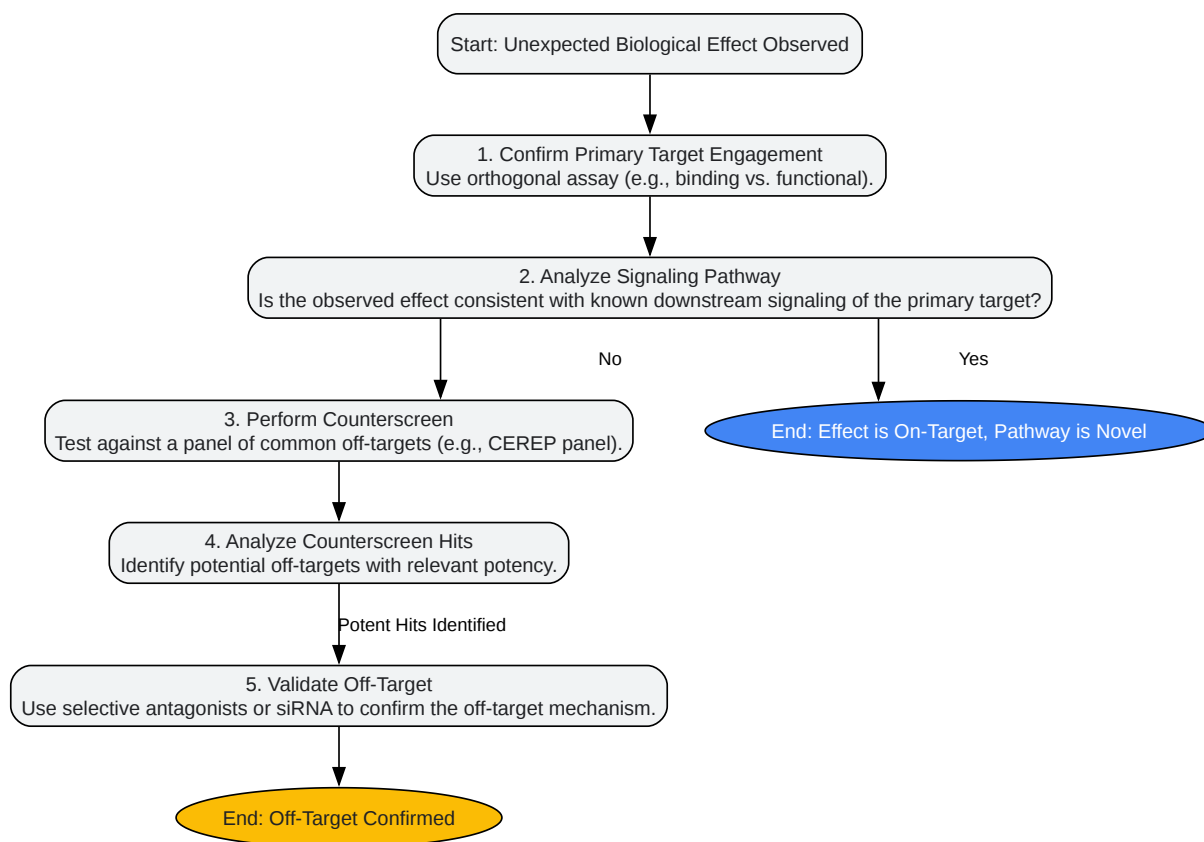 Start: Unexpected Biological Effect Observed
1. Confirm Primary Target Engagement
Use orthogonal assay (e.g., binding vs. functional).
2. Analyze Signaling Pathway
Is the observed effect consistent with known downstream signaling of the primary target?
No
Yes
3. Perform Counterscreen
Test against a panel of common off-targets (e.g., CEREP panel).
End: Effect is On-Target, Pathway is Novel
4. Analyze Counterscreen Hits
Identify potential off-targets with relevant potency.
Potent Hits Identified
5. Validate Off-Target
Use selective antagonists or siRNA to confirm the off-target mechanism.
End: Off-Target Confirmed